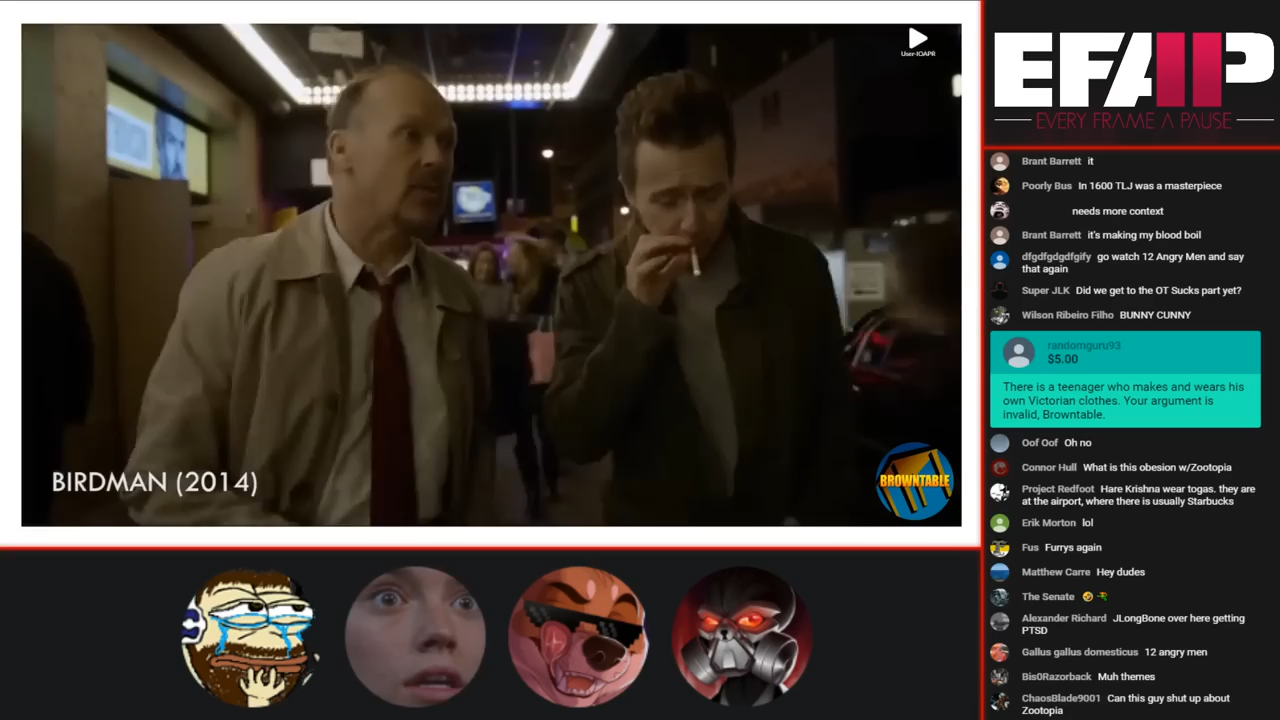 User-IOAPR
BIRDMAN (2014)
BROWNTABLE
EFAP
EVERY FRAME A PAUSE
Brant Barrett it
Poorly Bus In 1600 TLJ was a masterpiece
needs more context
Brant Barrett it's making my blood boil
dfgdfgdgdfgify go watch 12 Angry Men and say
that again
Super JLK Did we get to the OT Sucks part yet?
Wilson Ribeiro Filho BUNNY CUNNY
randomguru93
$5.00
There is a teenager who makes and wears his
own Victorian clothes. Your argument is
invalid, Browntable.
Oof Oof Oh no
Connor Hull What is this obesion w/Zootopia
Project Redfoot Hare Krishna wear togas. they are
at the airport, where there is usually Starbucks
Erik Morton lol
Fus Furrys again
Matthew Carre Hey dudes
The Senate 🤣🔫
Alexander Richard JLongBone over here getting
PTSD
Gallus gallus domesticus 12 angry men
Bis0Razorback Muh themes
ChaosBlade9001 Can this guy shut up about
Zootopia